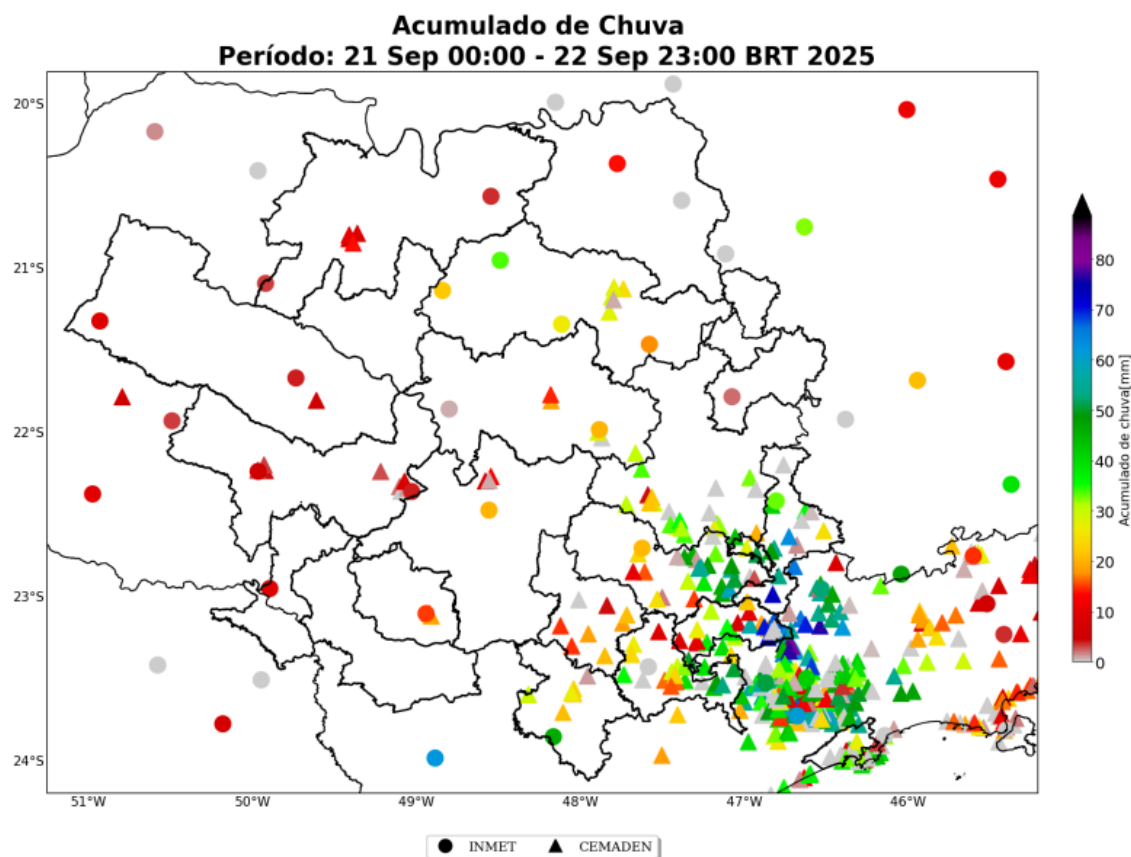 Acumulado de Chuva
Período: 21 Sep 00:00 - 22 Sep 23:00 BRT 2025
20°S
21°S
22°S
23°S
24°S
51°W
50°W
49°W
48°W
47°W
46°W
80
70
60
50
40
30
20
10
0
Acumulado de chuva[mm]
INMET
CEMADEN